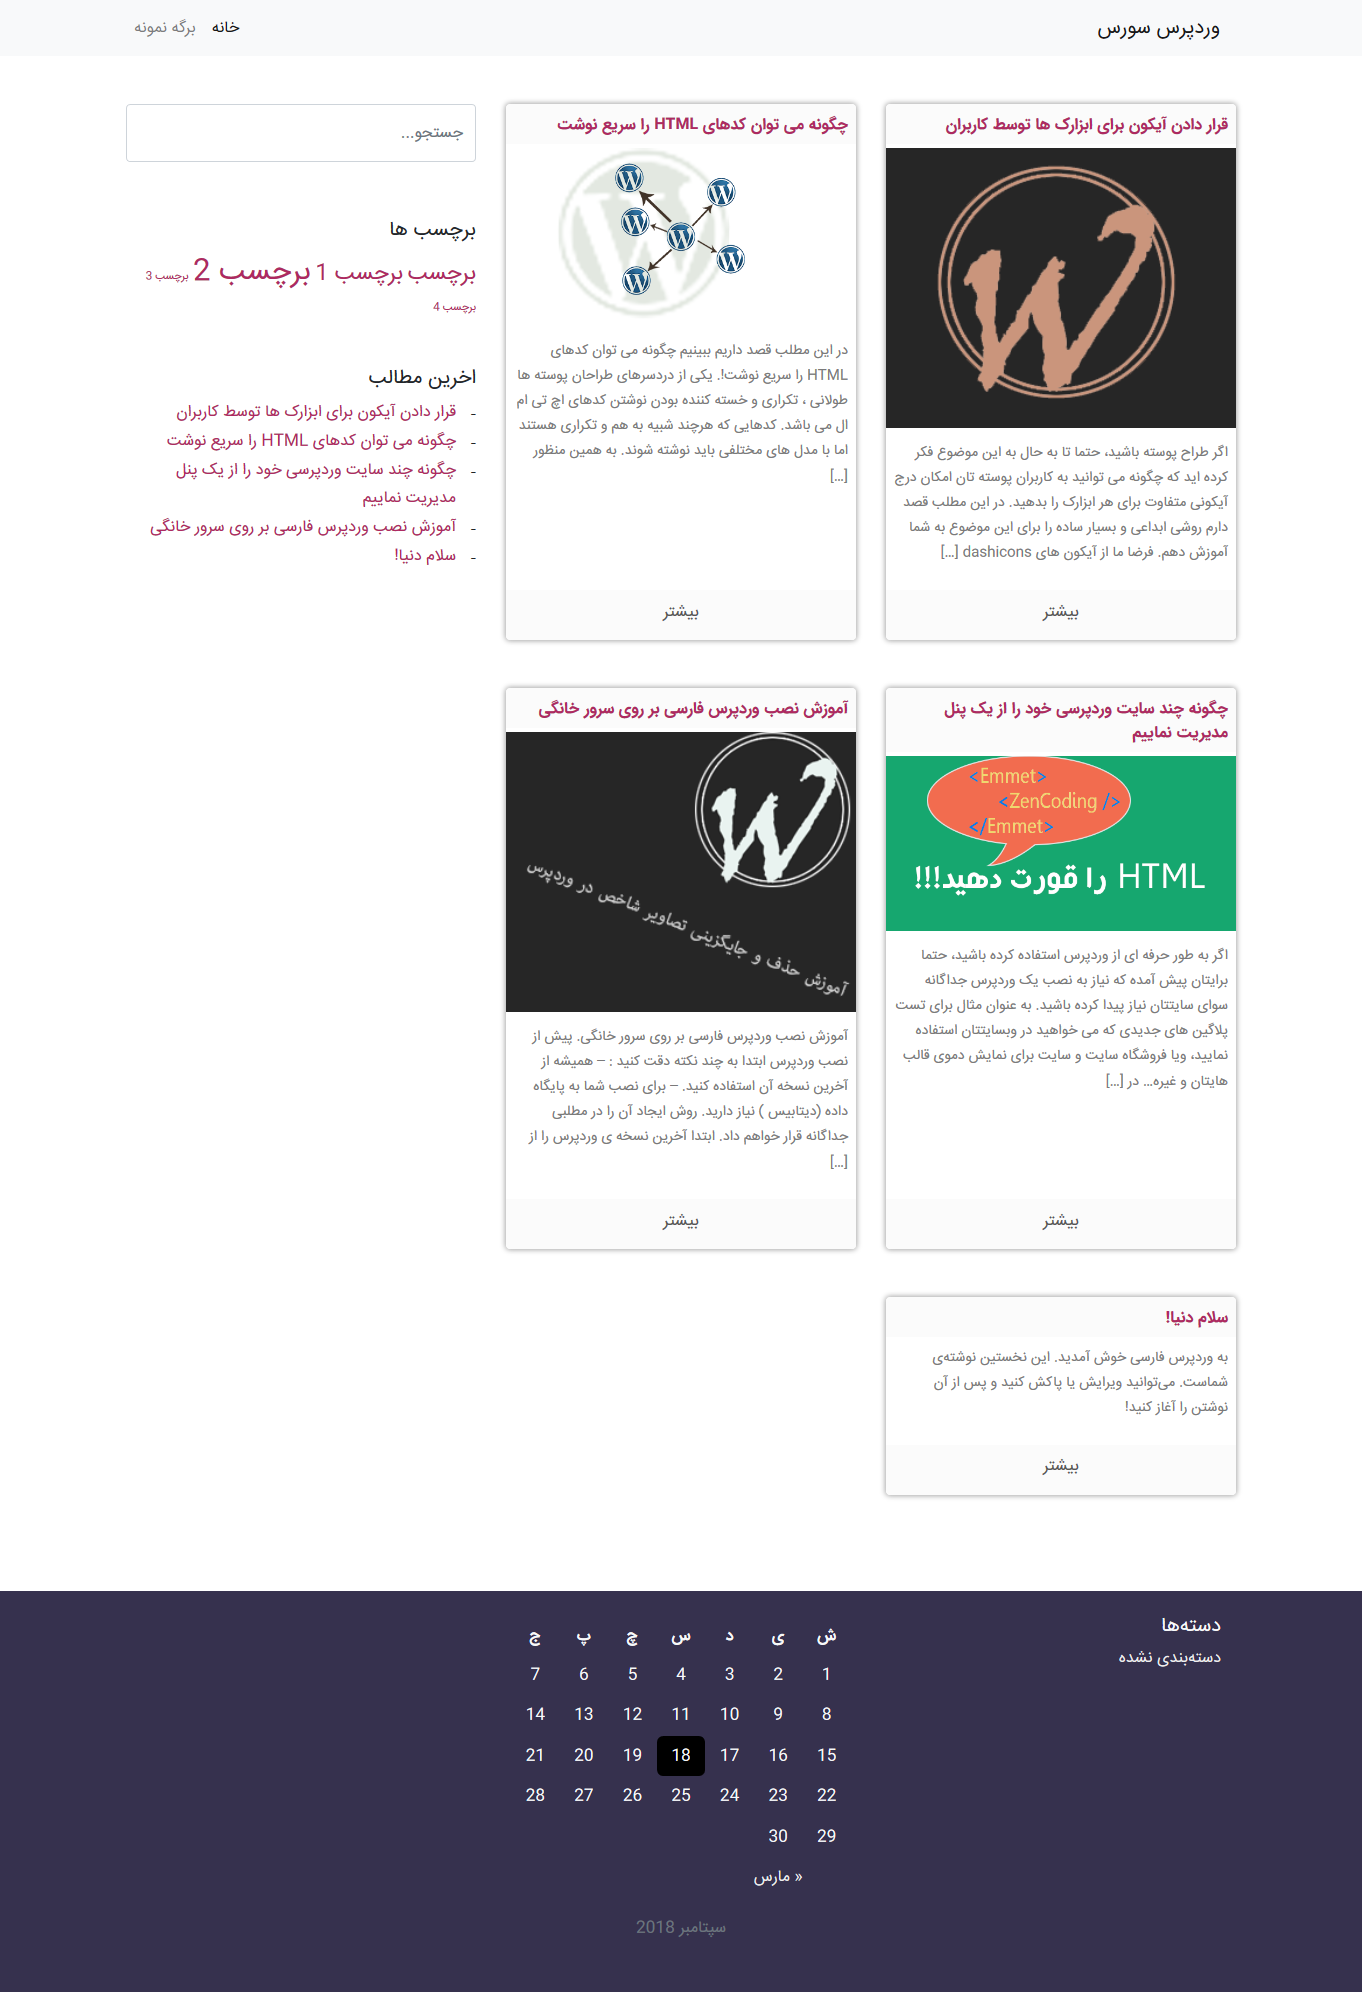 وردپرس سورس
خانه
برگه نمونه
قرار دادن آیکون برای ابزارک ها توسط کاربران
اگر طراح پوسته باشید، حتما تا به حال به این موضوع فکر
کرده اید که چگونه می توانید به کاربران پوسته تان امکان درج
آیکونی متفاوت برای هر ابزارک را بدهید. در این مطلب قصد
دارم روشی ابداعی و بسیار ساده را برای این موضوع به شما
آموزش دهم. فرضا ما از آیکون های dashicons [...]
بیشتر
چگونه می توان کدهای HTML را سریع نوشت
در این مطلب قصد داریم ببینیم چگونه می توان کدهای
HTML را سریع نوشت!. یکی از دردسرهای طراحان پوسته ها
طولانی ، تکراری و خسته کننده بودن نوشتن کدهای اچ تی ام
ال می باشد. کدهایی که هرچند شبیه به هم و تکراری هستند
اما با مدل های مختلفی باید نوشته شوند. به همین منظور
[...]
بیشتر
جستجو...
برچسب ها
برچسب برچسب 1 برچسب 2 برچسب 3
برچسب 4
اخرین مطالب
- قرار دادن آیکون برای ابزارک ها توسط کاربران
- چگونه می توان کدهای HTML را سریع نوشت
- چگونه چند سایت وردپرسی خود را از یک پنل
مدیریت نماییم
- آموزش نصب وردپرس فارسی بر روی سرور خانگی
- سلام دنیا!
چگونه چند سایت وردپرسی خود را از یک پنل
مدیریت نماییم
<Emmet>
<ZenCoding />
</Emmet>
HTML را قورت دهید!!!
اگر به طور حرفه ای از وردپرس استفاده کرده باشید، حتما
برایتان پیش آمده که نیاز به نصب یک وردپرس جداگانه
سوای سایتتان نیاز پیدا کرده باشید. به عنوان مثال برای تست
پلاگین های جدیدی که می خواهید در وبسایتتان استفاده
نمایید، ویا فروشگاه سایت و سایت برای نمایش دموی قالب
هایتان و غیره... در [...]
بیشتر
آموزش نصب وردپرس فارسی بر روی سرور خانگی
آموزش حذف و جایگزینی تصاویر شاخص در وردپرس
آموزش نصب وردپرس فارسی بر روی سرور خانگی. پیش از
نصب وردپرس ابتدا به چند نکته دقت کنید : – همیشه از
آخرین نسخه آن استفاده کنید. – برای نصب شما به پایگاه
داده (دیتابیس ) نیاز دارید. روش ایجاد آن را در مطلبی
جداگانه قرار خواهم داد. ابتدا آخرین نسخه ی وردپرس را از
[...]
بیشتر
سلام دنیا!
به وردپرس فارسی خوش آمدید. این نخستین نوشته‌ی
شماست. می‌توانید ویرایش یا پاکش کنید و پس از آن
نوشتن را آغاز کنید!
بیشتر
دسته‌ها
دسته‌بندی نشده
ش ی د س چ پ ج
1 2 3 4 5 6 7
8 9 10 11 12 13 14
15 16 17 18 19 20 21
22 23 24 25 26 27 28
29 30
« مارس
سپتامبر 2018